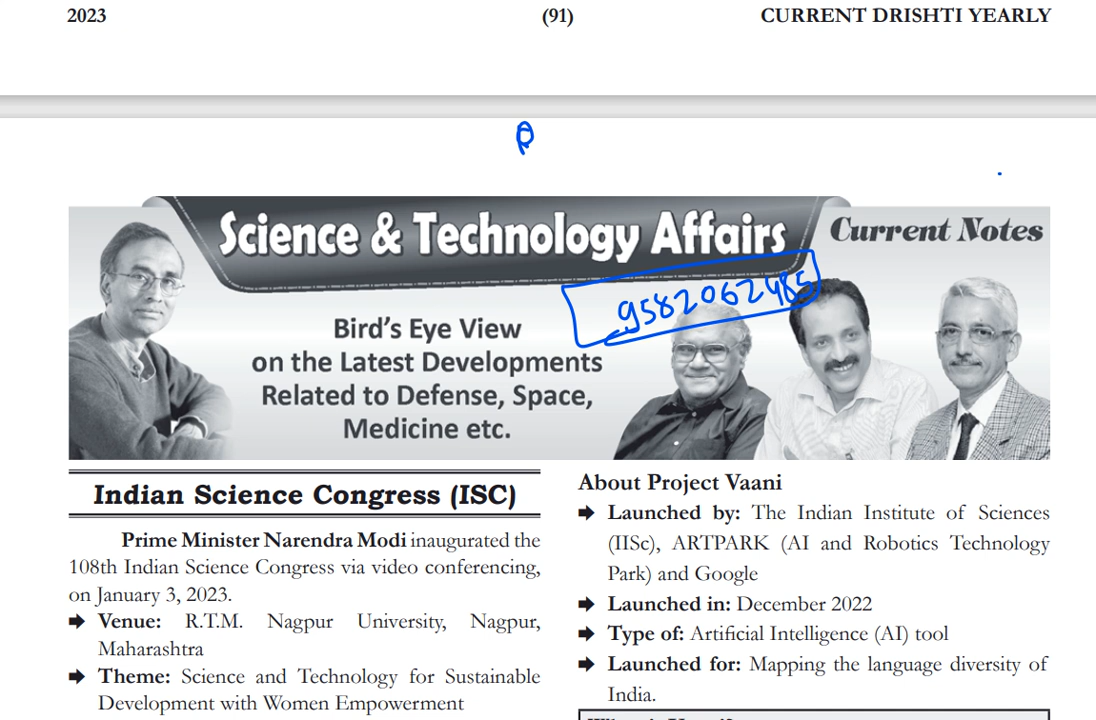 2023 (91) CURRENT DRISHTI YEARLY
Science & Technology Affairs
Current Notes
9582062485
Bird's Eye View
on the Latest Developments
Related to Defense, Space,
Medicine etc.
Indian Science Congress (ISC)
Prime Minister Narendra Modi inaugurated the
108th Indian Science Congress via video conferencing,
on January 3, 2023.
➡ Venue: R.T.M. Nagpur University, Nagpur,
Maharashtra
➡ Theme: Science and Technology for Sustainable
Development with Women Empowerment
About Project Vaani
➡ Launched by: The Indian Institute of Sciences
(IISc), ARTPARK (AI and Robotics Technology
Park) and Google
➡ Launched in: December 2022
➡ Type of: Artificial Intelligence (AI) tool
➡ Launched for: Mapping the language diversity of
India.